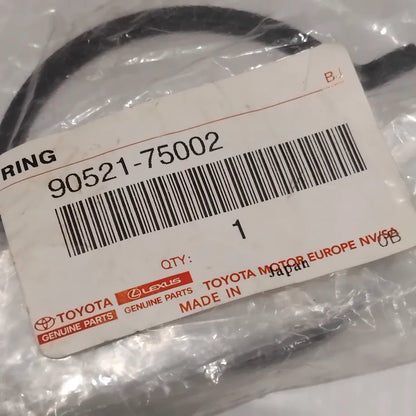 BJ
RING
90521-75002
QTY: 1
TOYOTA
GENUINE PARTS
LEXUS
GENUINE PARTS
TOYOTA MOTOR EUROPE NV/SA
MADE IN Japan
0B